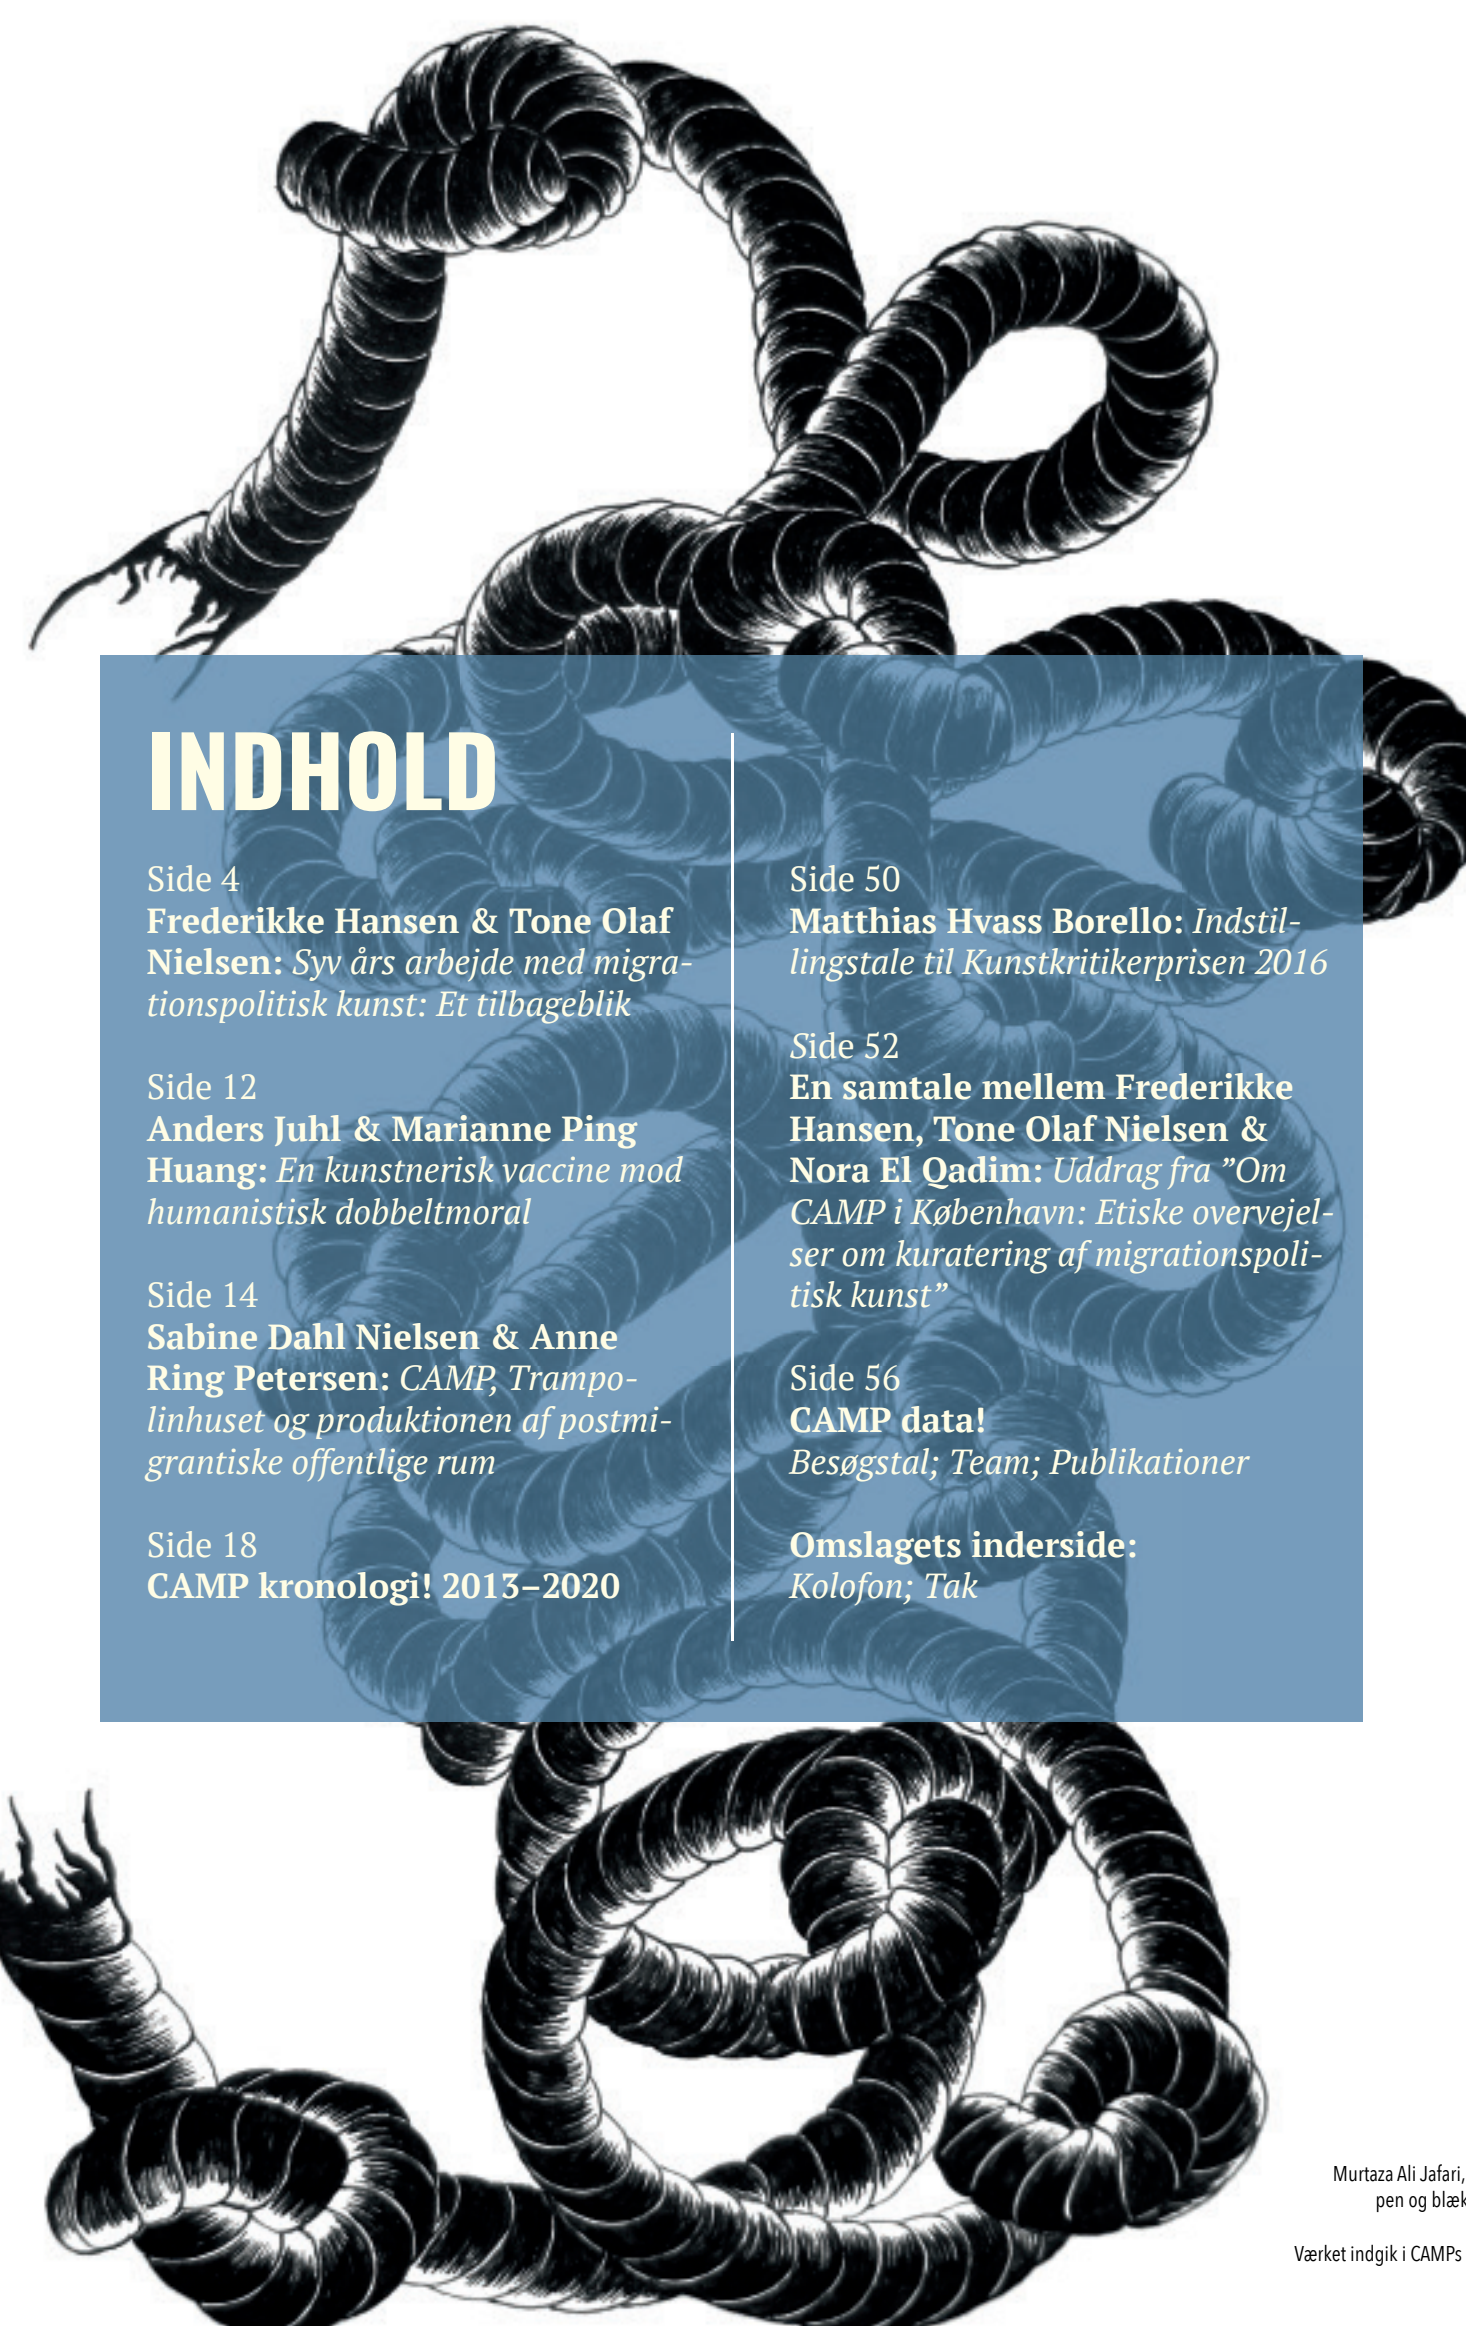 INDHOLD
Side 4
Frederikke Hansen & Tone Olaf
Nielsen: Syv års arbejde med migra-
tionspolitisk kunst: Et tilbageblik
Side 12
Anders Juhl & Marianne Ping
Huang: En kunstnerisk vaccine mod
humanistisk dobbeltmoral
Side 14
Sabine Dahl Nielsen & Anne
Ring Petersen: CAMP, Trampo-
linhuset og produktionen af postmi-
grantiske offentlige rum
Side 18
CAMP kronologi! 2013–2020
Side 50
Matthias Hvass Borello: Indstil-
lingstale til Kunstkritikerprisen 2016
Side 52
En samtale mellem Frederikke
Hansen, Tone Olaf Nielsen &
Nora El Qadim: Uddrag fra ”Om
CAMP i København: Etiske overvejel-
ser om kuratering af migrationspoli-
tisk kunst”
Side 56
CAMP data!
Besøgstal; Team; Publikationer
Omslagets inderside:
Kolofon; Tak
Murtaza Ali Jafari,
pen og blæk
Værket indgik i CAMPs